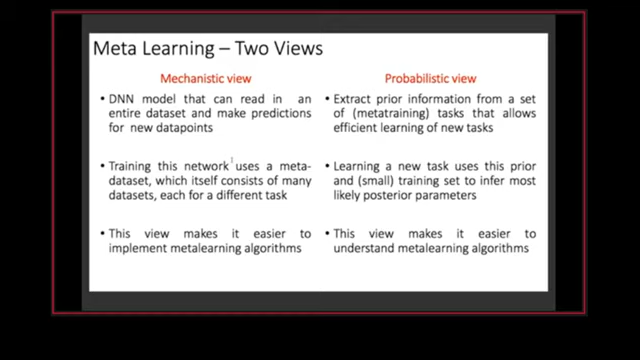 Meta Learning – Two Views
Mechanistic view
• DNN model that can read in an
entire dataset and make predictions
for new datapoints
• Training this network uses a meta-
dataset, which itself consists of many
datasets, each for a different task
• This view makes it easier to
implement metalearning algorithms
Probabilistic view
• Extract prior information from a set
of (metatraining) tasks that allows
efficient learning of new tasks
• Learning a new task uses this prior
and (small) training set to infer most
likely posterior parameters
• This view makes it easier to
understand metalearning algorithms